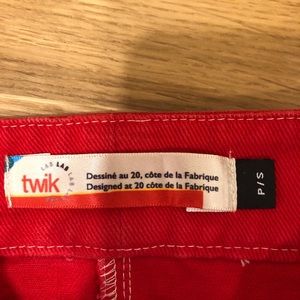 LAB LAB LAB
twik
Dessiné au 20, côte de la Fabrique
Designed at 20 côte de la Fabrique
P/S